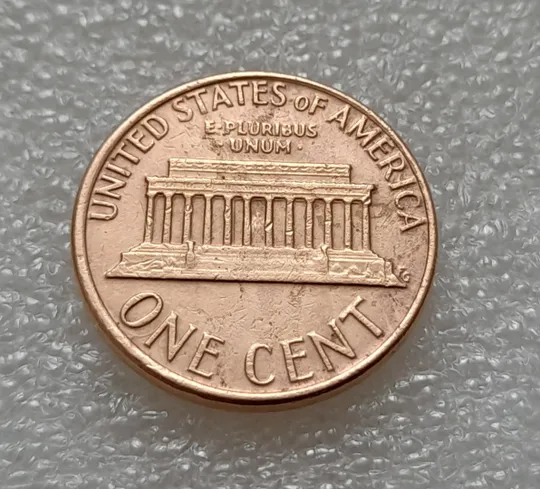 UNITED STATES OF AMERICA
E·PLURIBUS
UNUM·
G
ONE CENT